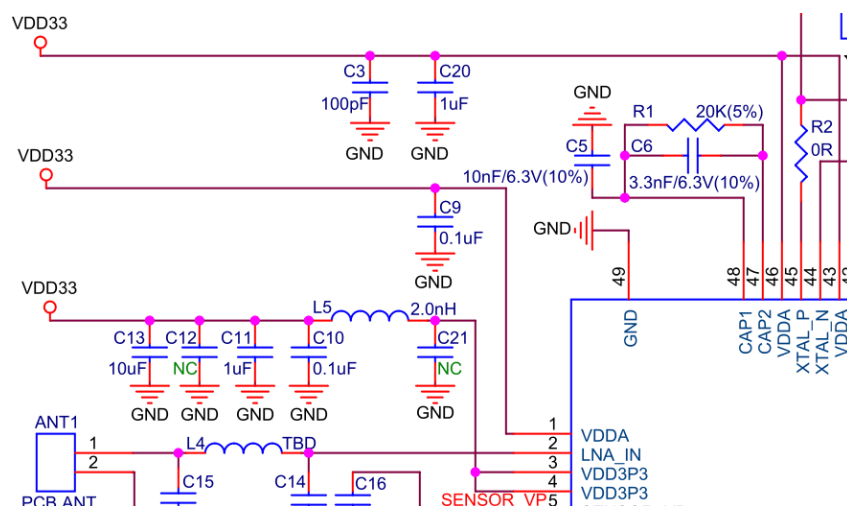 VDD33
C3
100pF
GND
C20
1uF
GND
GND
R1
20K(5%)
C5
C6
10nF/6.3V(10%)
3.3nF/6.3V(10%)
R2
0R
VDD33
C9
0.1uF
GND
GND
49
48
47
46
45
44
43
42
GND
CAP1
CAP2
VDDA
XTAL_P
XTAL_N
VDDA
VDD33
L5
2.0nH
C13
10uF
GND
C12
NC
GND
C11
1uF
GND
C10
0.1uF
GND
C21
NC
GND
ANT1
1
2
PCB ANT
L4
TBD
C15
C14
C16
1
VDDA
2
LNA_IN
3
VDD3P3
4
VDD3P3
SENSOR_VP
5